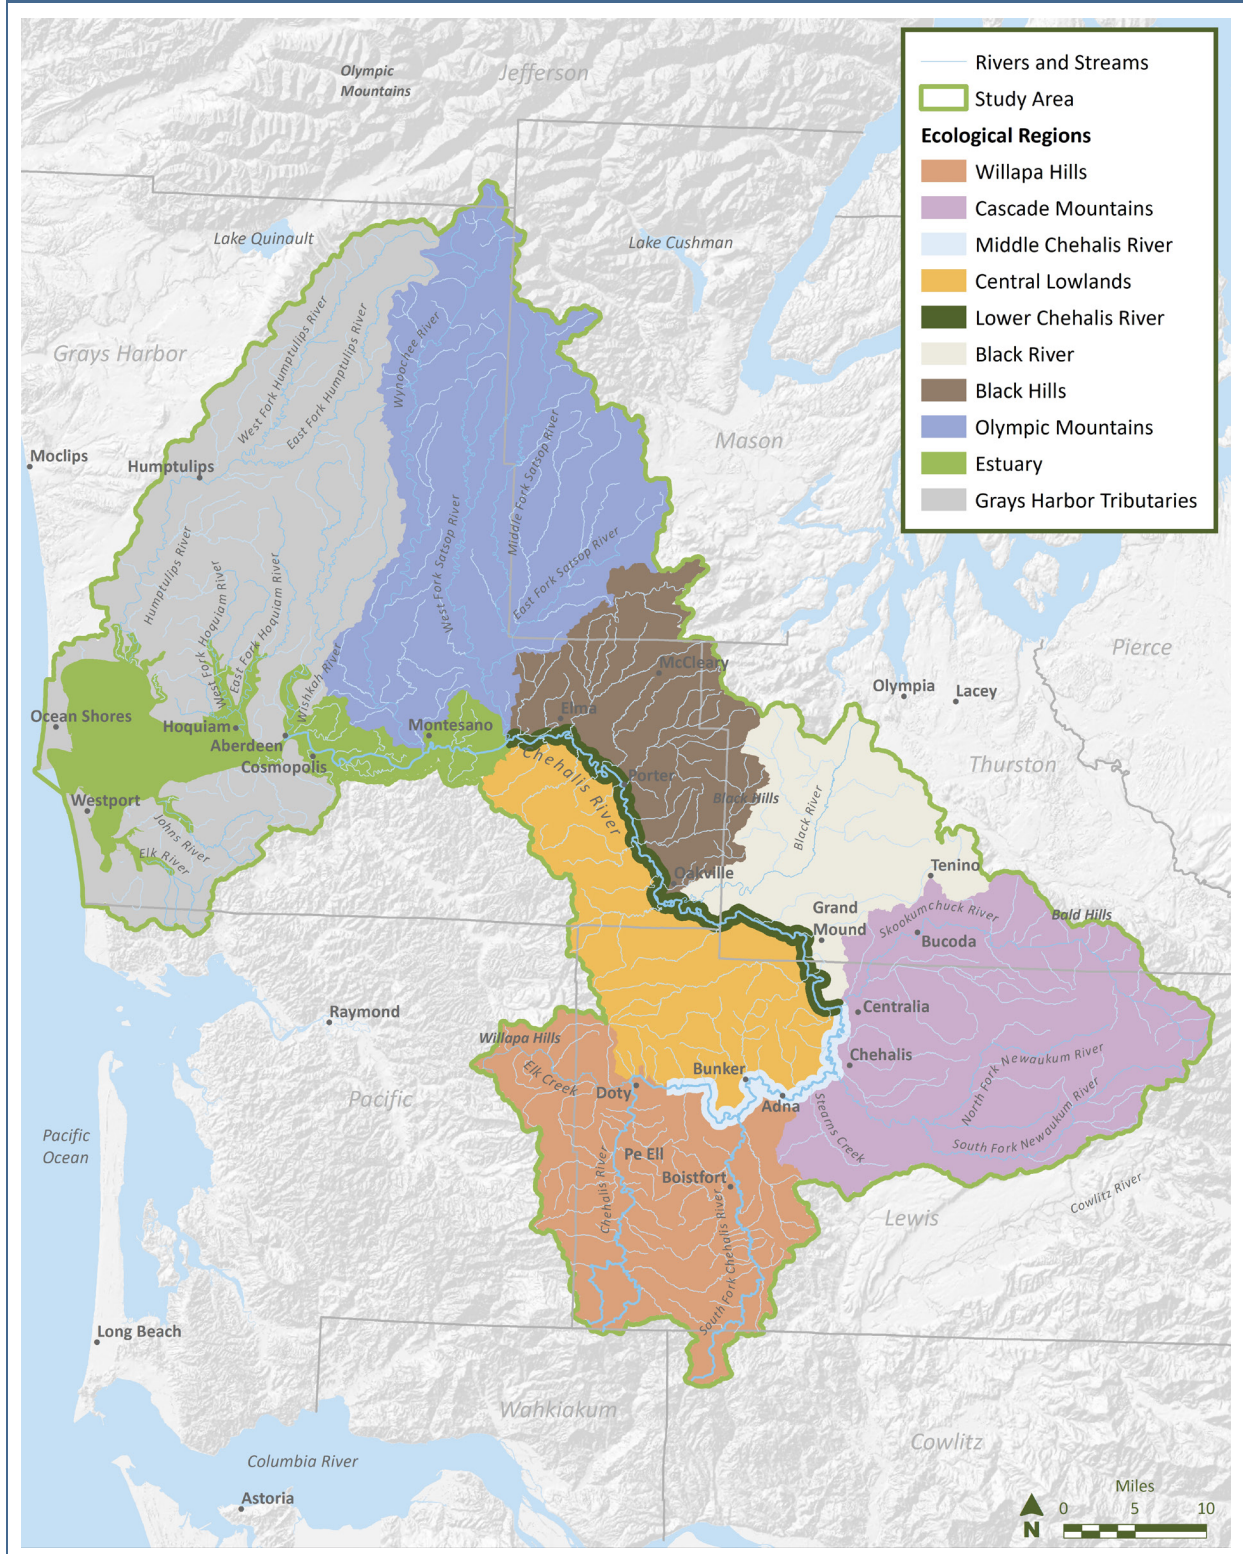 Olympic
Mountains
Jefferson
Rivers and Streams
Study Area
Ecological Regions
Willapa Hills
Cascade Mountains
Middle Chehalis River
Central Lowlands
Lower Chehalis River
Black River
Black Hills
Olympic Mountains
Estuary
Grays Harbor Tributaries
Lake Quinault
Lake Cushman
Grays Harbor
West Fork Humptulips River
East Fork Humptulips River
Wynoochee River
Mason
Moclips
Humptulips
Middle Fork Satsop River
West Fork Satsop River
East Fork Satsop River
Humptulips River
West Fork Hoquiam River
East Fork Hoquiam River
Wishkah River
Pierce
McCleary
Olympia
Lacey
Ocean Shores
Hoquiam
Aberdeen
Cosmopolis
Montesano
Elma
Chehalis River
Porter
Thurston
Westport
Black Hills
Black River
Johns River
Elk River
Oakville
Tenino
Grand
Mound
Skookumchuck River
Bald Hills
Bucoda
Raymond
Centralia
Willapa Hills
Chehalis
North Fork Newaukum River
Elk Creek
Bunker
Doty
Adna
Pacific
Stearns Creek
South Fork Newaukum River
Pacific
Ocean
Pe Ell
Boistfort
Chehalis River
South Fork Chehalis River
Cowlitz River
Lewis
Long Beach
Wahkiakum
Cowlitz
Columbia River
Astoria
Miles
0 5 10
N